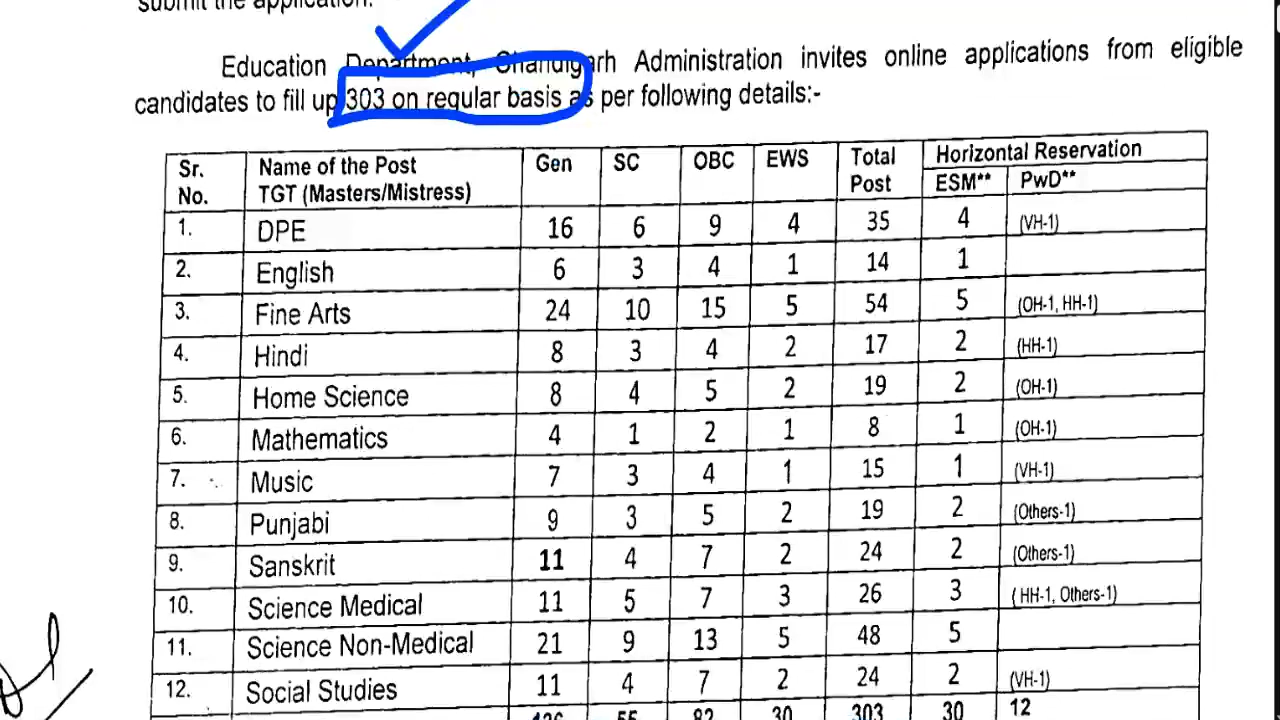 submit the application.
Education Department, Chandigarh Administration invites online applications from eligible
candidates to fill up 303 on regular basis as per following details:-
Sr. No. Name of the Post TGT (Masters/Mistress) Gen SC OBC EWS Total Post Horizontal Reservation
ESM** PwD**
1. DPE 16 6 9 4 35 4 (VH-1)
2. English 6 3 4 1 14 1
3. Fine Arts 24 10 15 5 54 5 (OH-1, HH-1)
4. Hindi 8 3 4 2 17 2 (HH-1)
5. Home Science 8 4 5 2 19 2 (OH-1)
6. Mathematics 4 1 2 1 8 1 (OH-1)
7. Music 7 3 4 1 15 1 (VH-1)
8. Punjabi 9 3 5 2 19 2 (Others-1)
9. Sanskrit 11 4 7 2 24 2 (Others-1)
10. Science Medical 11 5 7 3 26 3 ( HH-1, Others-1)
11. Science Non-Medical 21 9 13 5 48 5
12. Social Studies 11 4 7 2 24 2 (VH-1)
136 55 82 30 303 30 12